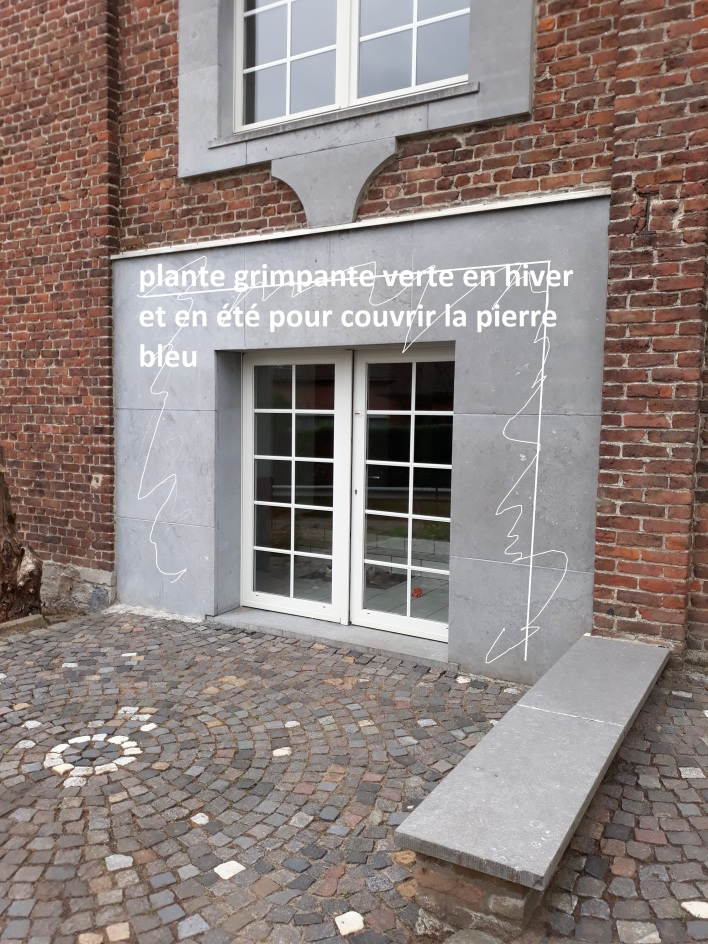 plante grimpante verte en hiver
et en été pour couvrir la pierre
bleu